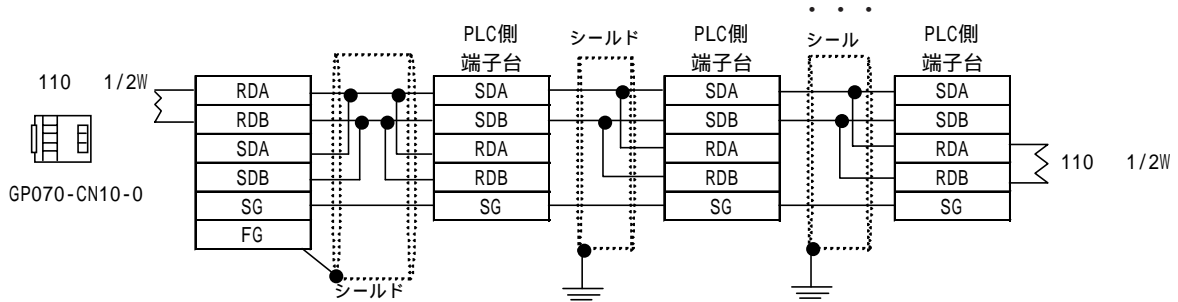 ・ ・ ・
PLC側
端子台
シールド
PLC側
端子台
シール
PLC側
端子台
110 1/2W
RDA
RDB
SDA
SDB
SG
FG
SDA
SDB
RDA
RDB
SG
SDA
SDB
RDA
RDB
SG
SDA
SDB
RDA
RDB
SG
110 1/2W
GP070-CN10-0
シールド